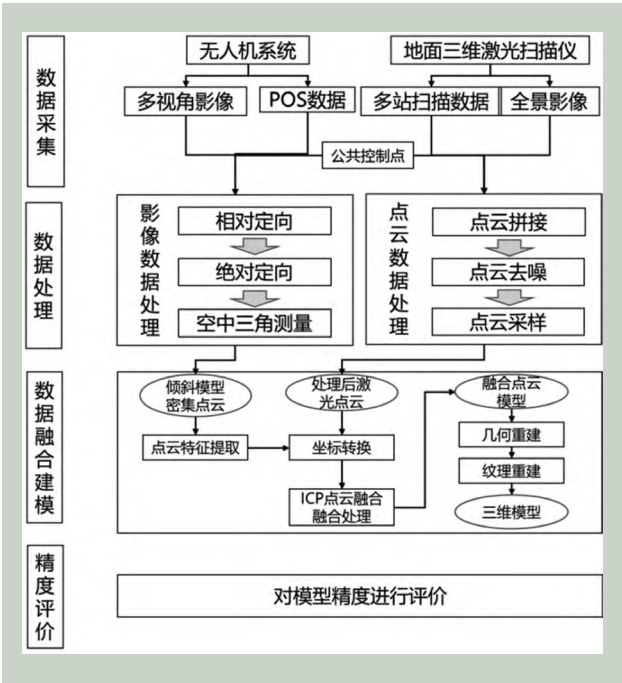 数据采集
无人机系统
地面三维激光扫描仪
多视角影像
POS数据
多站扫描数据
全景影像
公共控制点
数据处理
影像数据处理
相对定向
绝对定向
空中三角测量
点云数据处理
点云拼接
点云去噪
点云采样
数据融合建模
倾斜模型
密集点云
处理后激
光点云
融合点云
模型
点云特征提取
坐标转换
几何重建
纹理重建
ICP点云融合
融合处理
三维模型
精度评价
对模型精度进行评价